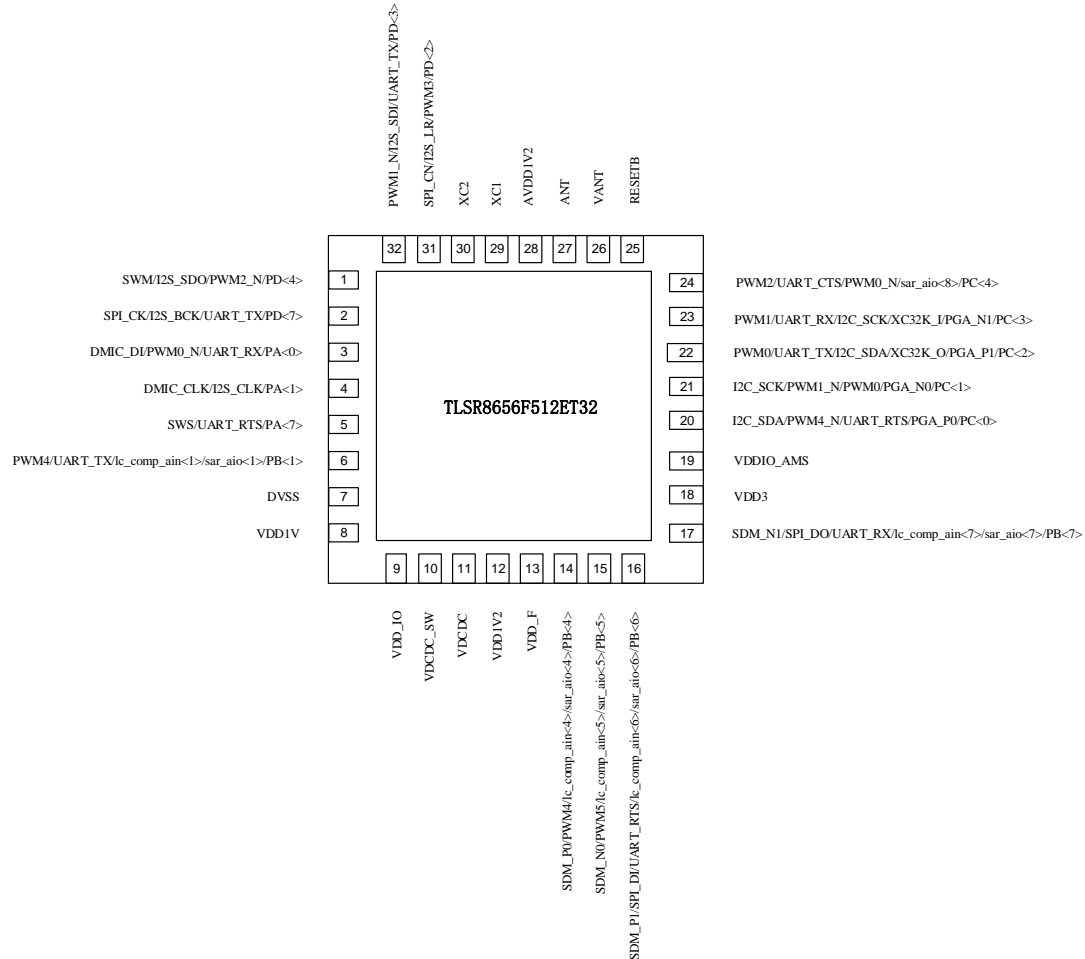 PWM1_N/I2S_SDI/UART_TX/PD<3>
SPI_CN/I2S_LR/PWM3/PD<2>
XC2
XC1
AVDD1V2
ANT
VANT
RESETB
32
31
30
29
28
27
26
25
SWM/I2S_SDO/PWM2_N/PD<4>
1
SPI_CK/I2S_BCK/UART_TX/PD<7>
2
DMIC_DI/PWM0_N/UART_RX/PA<0>
3
DMIC_CLK/I2S_CLK/PA<1>
4
SWS/UART_RTS/PA<7>
5
PWM4/UART_TX/lc_comp_ain<1>/sar_aio<1>/PB<1>
6
DVSS
7
VDD1V
8
TLSR8656F512ET32
24
PWM2/UART_CTS/PWM0_N/sar_aio<8>/PC<4>
23
PWM1/UART_RX/I2C_SCK/XC32K_I/PGA_N1/PC<3>
22
PWM0/UART_TX/I2C_SDA/XC32K_O/PGA_P1/PC<2>
21
I2C_SCK/PWM1_N/PWM0/PGA_N0/PC<1>
20
I2C_SDA/PWM4_N/UART_RTS/PGA_P0/PC<0>
19
VDDIO_AMS
18
VDD3
17
SDM_N1/SPI_DO/UART_RX/lc_comp_ain<7>/sar_aio<7>/PB<7>
9
10
11
12
13
14
15
16
VDD_IO
VDCDC_SW
VDCDC
VDD1V2
VDD_F
SDM_P0/PWM4/lc_comp_ain<4>/sar_aio<4>/PB<4>
SDM_N0/PWM5/lc_comp_ain<5>/sar_aio<5>/PB<5>
SDM_P1/SPI_DI/UART_RTS/lc_comp_ain<6>/sar_aio<6>/PB<6>